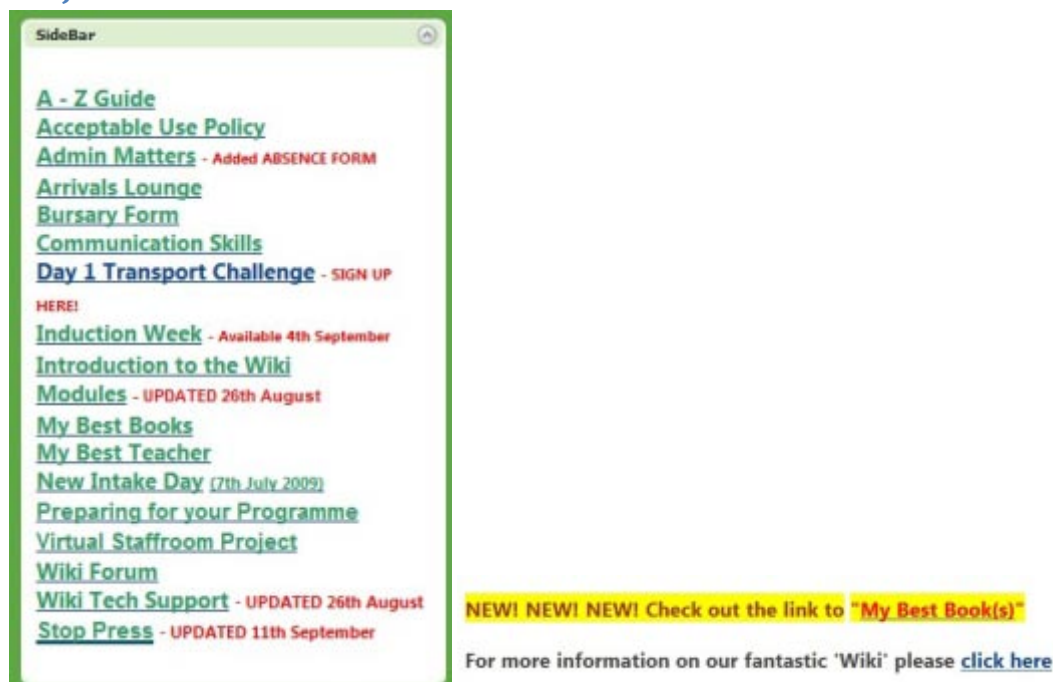 SideBar
A - Z Guide
Acceptable Use Policy
Admin Matters - Added ABSENCE FORM
Arrivals Lounge
Bursary Form
Communication Skills
Day 1 Transport Challenge - SIGN UP
HERE!
Induction Week - Available 4th September
Introduction to the Wiki
Modules - UPDATED 26th August
My Best Books
My Best Teacher
New Intake Day (7th July 2009)
Preparing for your Programme
Virtual Staffroom Project
Wiki Forum
Wiki Tech Support - UPDATED 26th August
Stop Press - UPDATED 11th September
NEW! NEW! NEW! Check out the link to "My Best Book(s)"
For more information on our fantastic 'Wiki' please click here